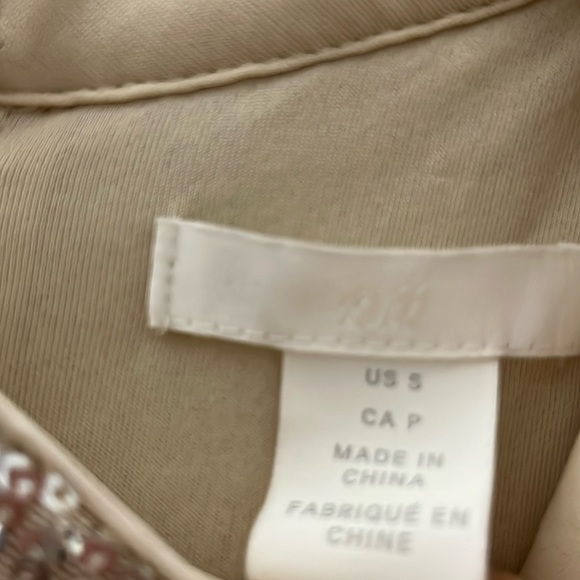 US S
CA P
MADE IN
CHINA
FABRIQUÉ EN
CHINE